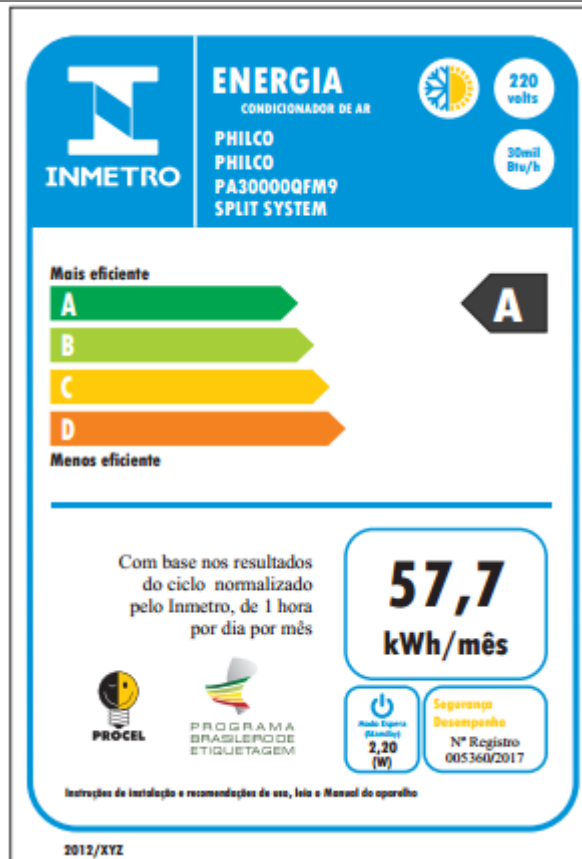 INMETRO
ENERGIA
CONDICIONADOR DE AR
PHILCO
PHILCO
PA30000QFM9
SPLIT SYSTEM
220
volts
30mil
Btu/h
Mais eficiente
A
A
B
C
D
Menos eficiente
Com base nos resultados
do ciclo normalizado
pelo Inmetro, de 1 hora
por dia por mês
57,7
kWh/mês
PROCEL
PROGRAMA
BRASILEIRO DE
ETIQUETAGEM
Modo Espera
(Standby)
2,20
(W)
Segurança
Desempenho
Nº Registro
005360/2017
Instruções de instalação e recomendações de uso, leia o Manual do aparelho
2012/XYZ